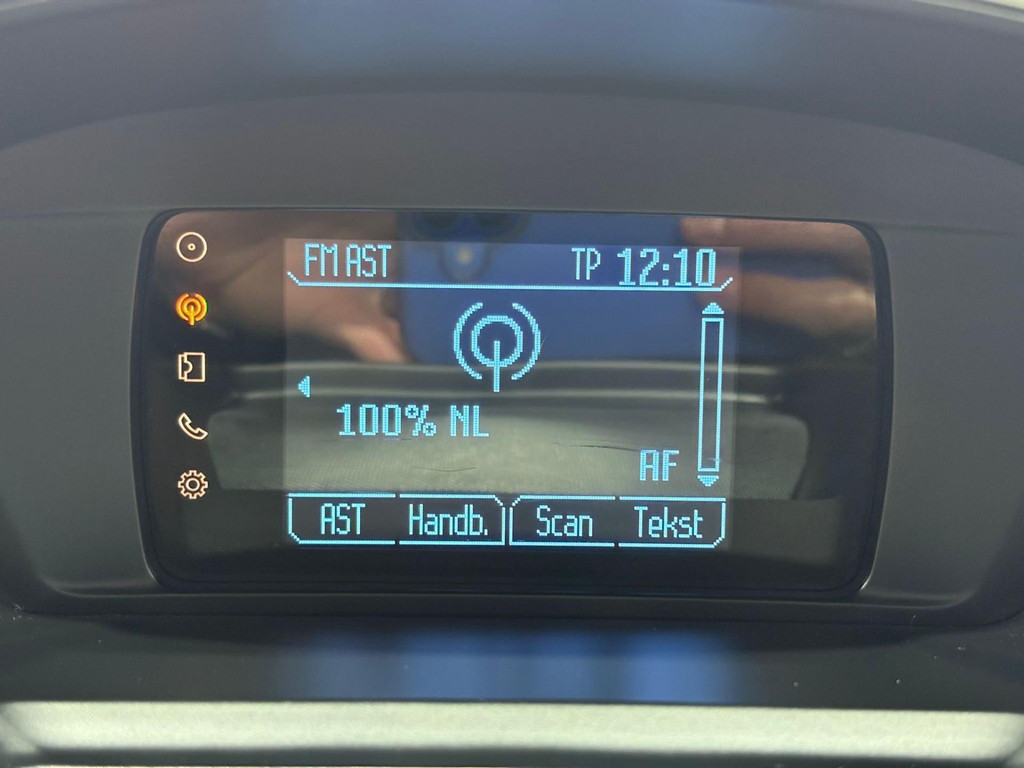 FM AST TP 12:10
100% NL
AF
AST Handb. Scan Tekst